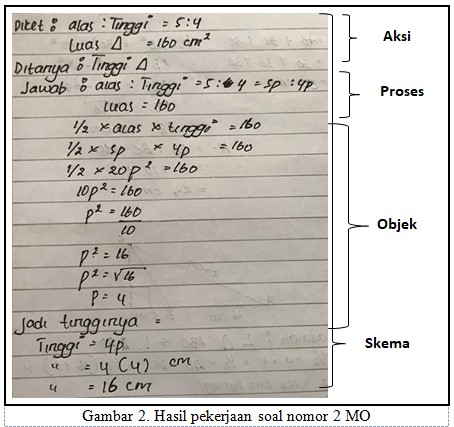 Diket : alas : Tinggi = 5 : 4
Luas Δ = 160 cm²
Ditanya : Tinggi Δ
Jawab : alas : Tinggi = 5 : 4 = 5p : 4p
Luas = 160
1/2 × alas × tinggi = 160
1/2 × 5p × 4p = 160
1/2 × 20p² = 160
10p² = 160
p² = 160
10
p² = 16
p² = √16
p = 4
Jadi tingginya =
Tinggi = 4p
" = 4 (4) cm
" = 16 cm
Aksi
Proses
Objek
Skema
Gambar 2. Hasil pekerjaan soal nomor 2 MO